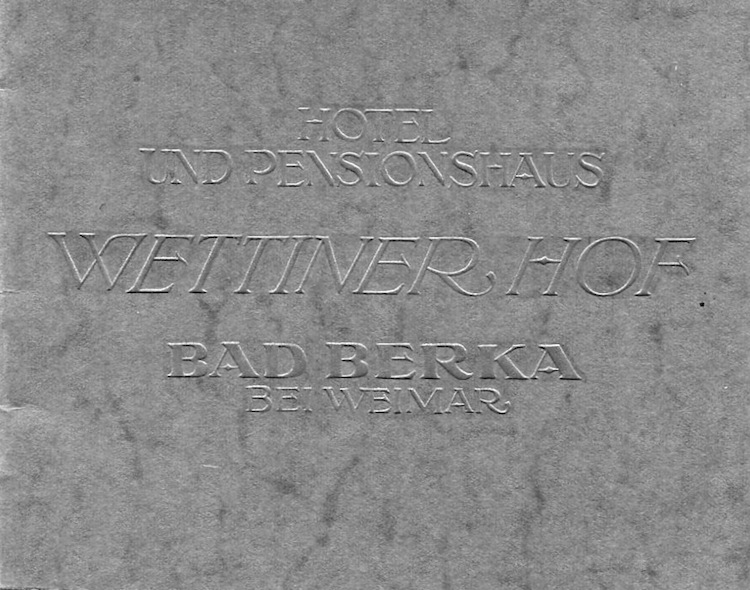 HOTEL
UND PENSIONSHAUS
WETTINER HOF
BAD BERKA
BEI WEIMAR